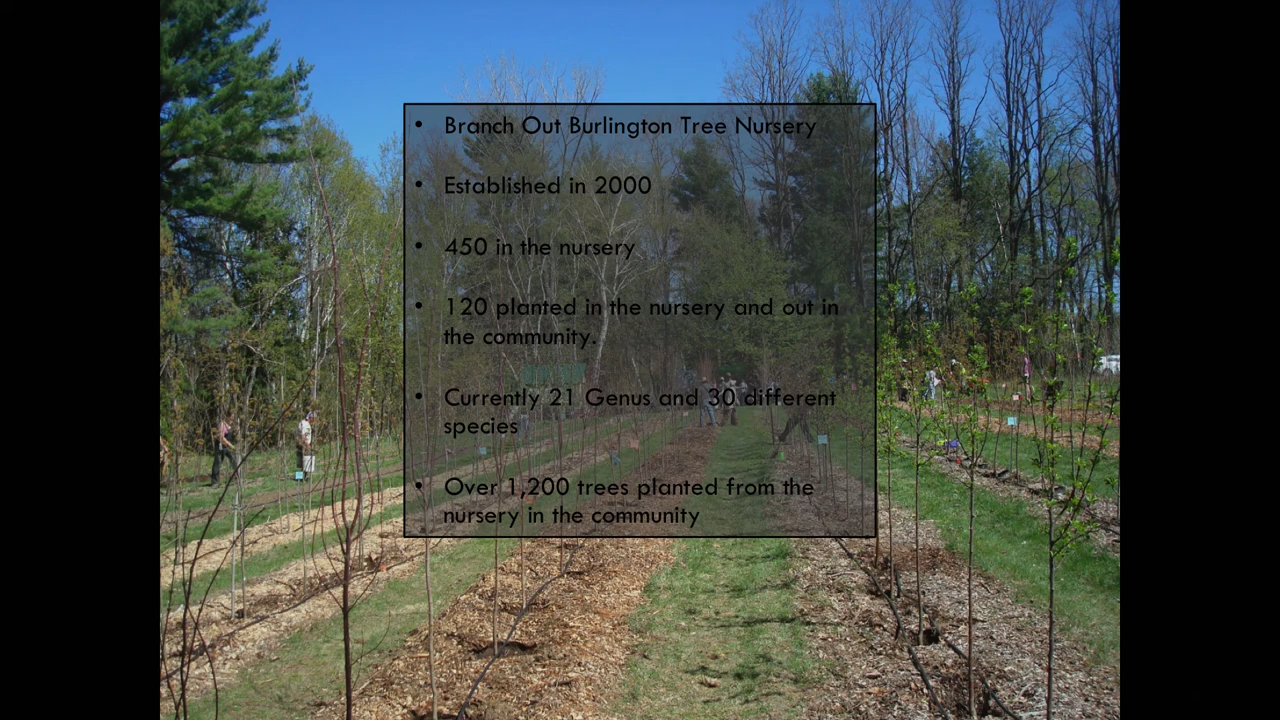 • Branch Out Burlington Tree Nursery
• Established in 2000
• 450 in the nursery
• 120 planted in the nursery and out in
the community.
• Currently 21 Genus and 30 different
species
• Over 1,200 trees planted from the
nursery in the community